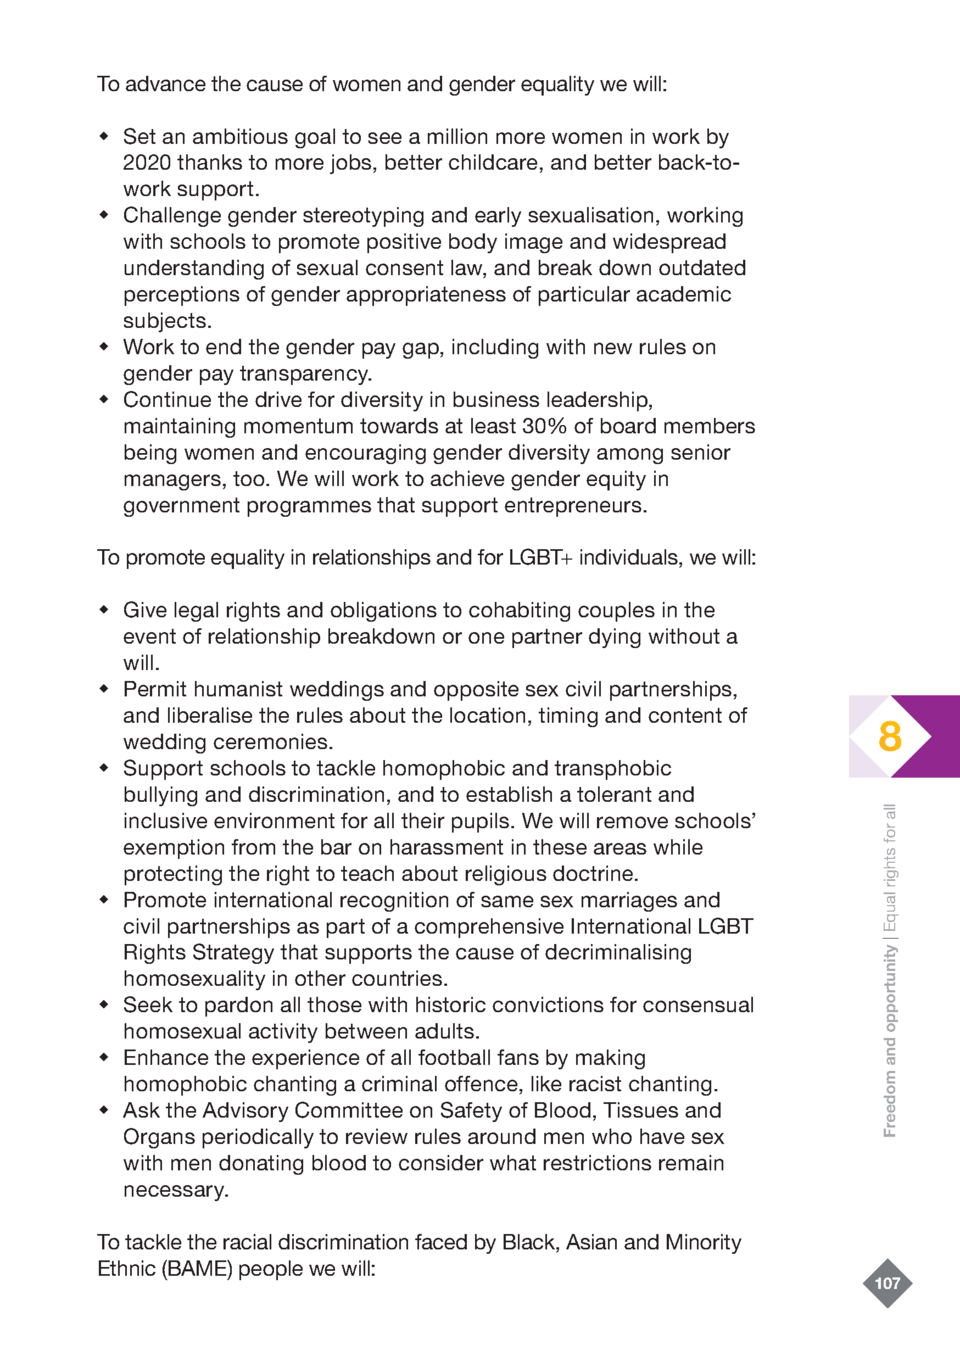 To advance the cause of women and gender equality we will:
◆ Set an ambitious goal to see a million more women in work by
2020 thanks to more jobs, better childcare, and better back-to-
work support.
◆ Challenge gender stereotyping and early sexualisation, working
with schools to promote positive body image and widespread
understanding of sexual consent law, and break down outdated
perceptions of gender appropriateness of particular academic
subjects.
◆ Work to end the gender pay gap, including with new rules on
gender pay transparency.
◆ Continue the drive for diversity in business leadership,
maintaining momentum towards at least 30% of board members
being women and encouraging gender diversity among senior
managers, too. We will work to achieve gender equity in
government programmes that support entrepreneurs.
To promote equality in relationships and for LGBT+ individuals, we will:
◆ Give legal rights and obligations to cohabiting couples in the
event of relationship breakdown or one partner dying without a
will.
◆ Permit humanist weddings and opposite sex civil partnerships,
and liberalise the rules about the location, timing and content of
wedding ceremonies.
◆ Support schools to tackle homophobic and transphobic
bullying and discrimination, and to establish a tolerant and
inclusive environment for all their pupils. We will remove schools’
exemption from the bar on harassment in these areas while
protecting the right to teach about religious doctrine.
◆ Promote international recognition of same sex marriages and
civil partnerships as part of a comprehensive International LGBT
Rights Strategy that supports the cause of decriminalising
homosexuality in other countries.
◆ Seek to pardon all those with historic convictions for consensual
homosexual activity between adults.
◆ Enhance the experience of all football fans by making
homophobic chanting a criminal offence, like racist chanting.
◆ Ask the Advisory Committee on Safety of Blood, Tissues and
Organs periodically to review rules around men who have sex
with men donating blood to consider what restrictions remain
necessary.
To tackle the racial discrimination faced by Black, Asian and Minority
Ethnic (BAME) people we will:
8
Freedom and opportunity | Equal rights for all
107